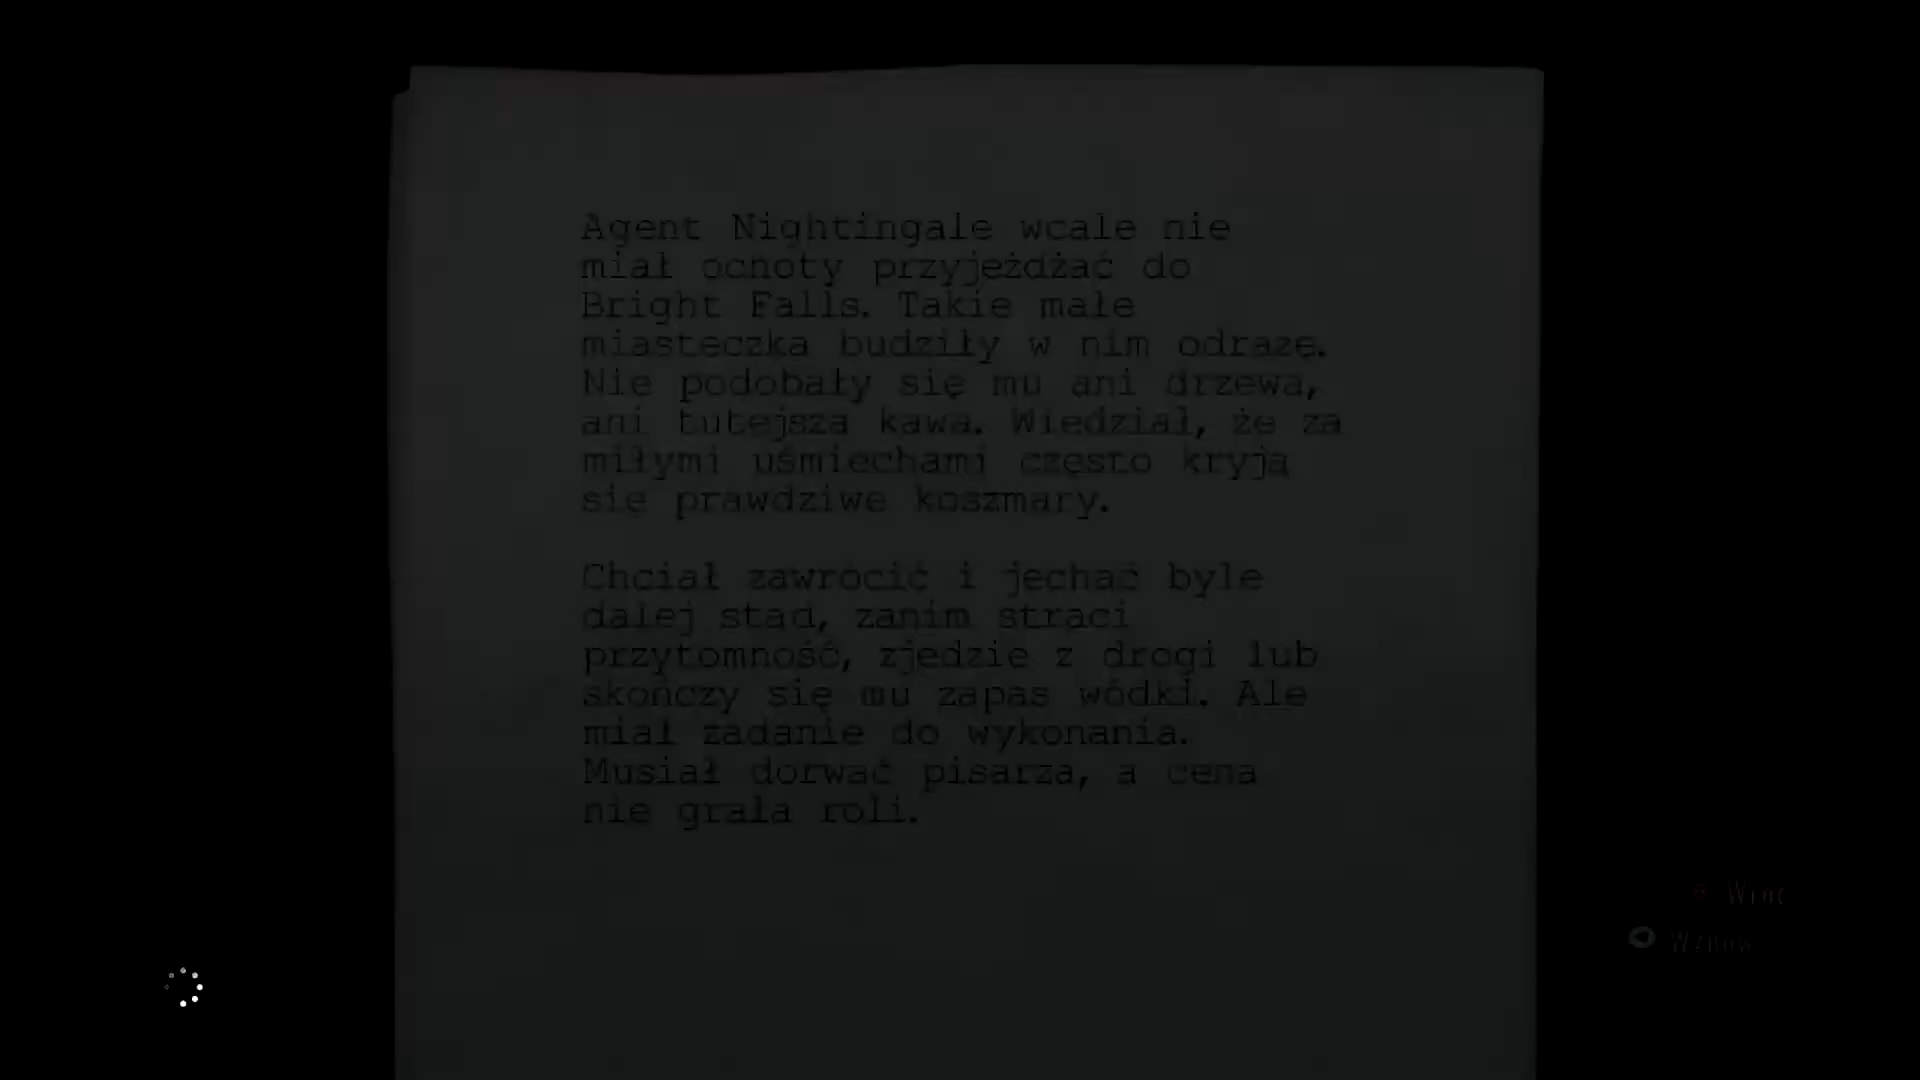 Agent Nightingale wcale nie
miał ochoty przyjeżdżać do
Bright Falls. Takie małe
miasteczka budziły w nim odrazę.
Nie podobały się mu ani drzewa,
ani tutejsza kawa. Wiedział, że za
miłymi uśmiechami często kryją
się prawdziwe koszmary.
Chciał zawrócić i jechać byle
dalej stąd, zanim straci
przytomność, zjedzie z drogi lub
skończy się mu zapas wódki. Ale
miał zadanie do wykonania.
Musiał dorwać pisarza, a cena
nie grała roli.